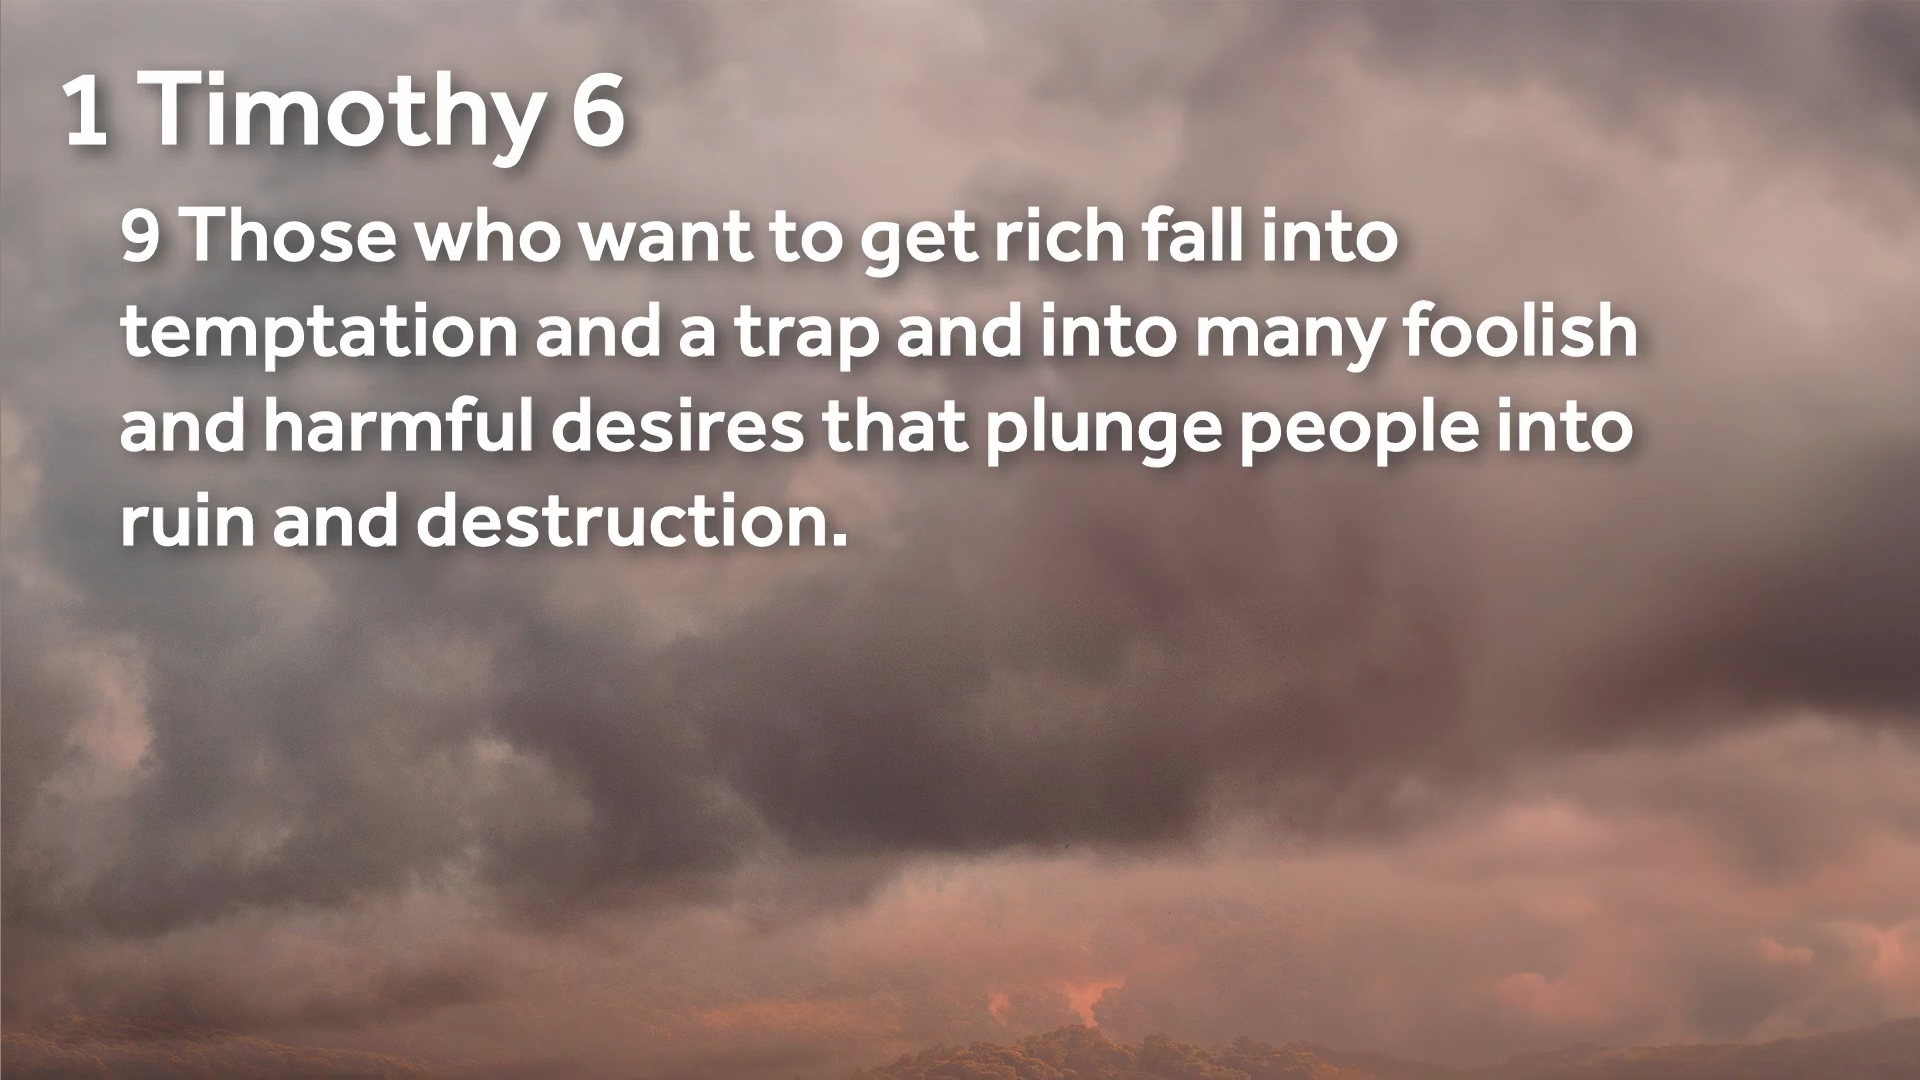 1 Timothy 6
9 Those who want to get rich fall into
temptation and a trap and into many foolish
and harmful desires that plunge people into
ruin and destruction.